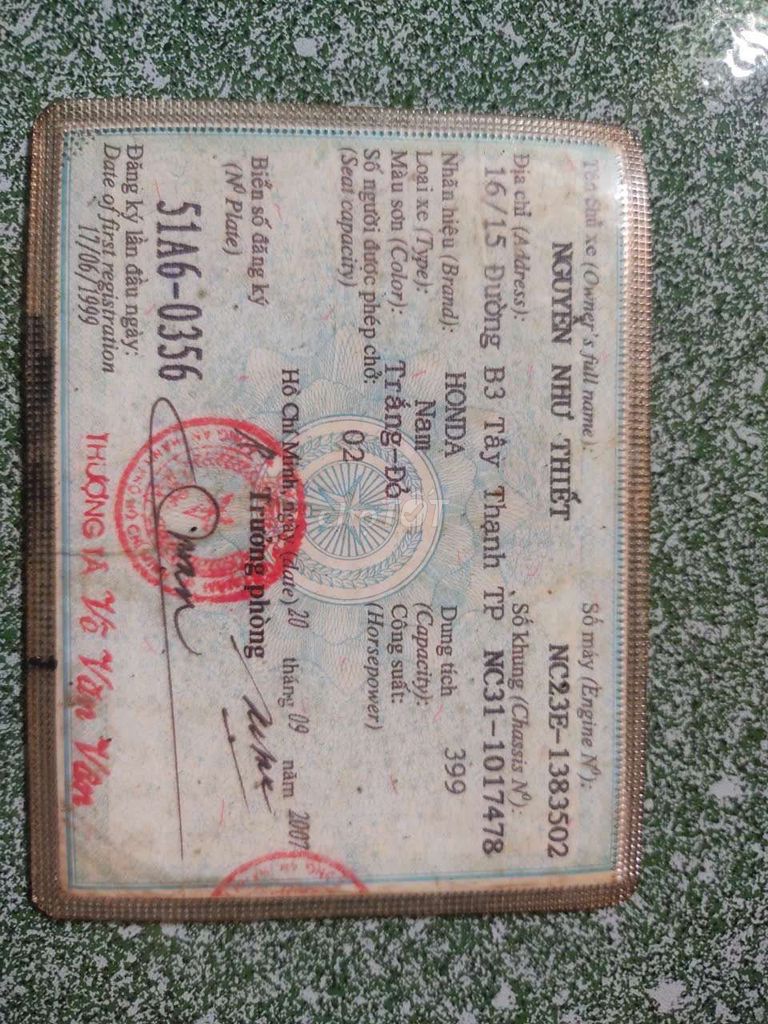 Tên Chủ xe (Owner's full name):
NGUYỄN NHƯ THIẾT
Số máy (Engine Nº):
NC23E-1383502
Địa chỉ (Address):
16/15 Đường B3 Tây Thạnh TP
Số khung (Chassis Nº):
NC31-1017478
Nhãn hiệu (Brand): HONDA
Dung tích
(Capacity): 399
Loại xe (Type): Nam
Công suất:
(Horsepower)
Màu sơn (Color): Trắng-Đỏ
Số người được phép chở: 02
(Seat capacity)
Hồ Chí Minh, ngày (date) 20 tháng 09 năm 2007
Biển số đăng ký
(Nº Plate)
Trưởng phòng
51A6-0356
Đăng ký lần đầu ngày:
Date of first registration
17/06/1999
THƯỢNG TÁ Võ Văn Vân